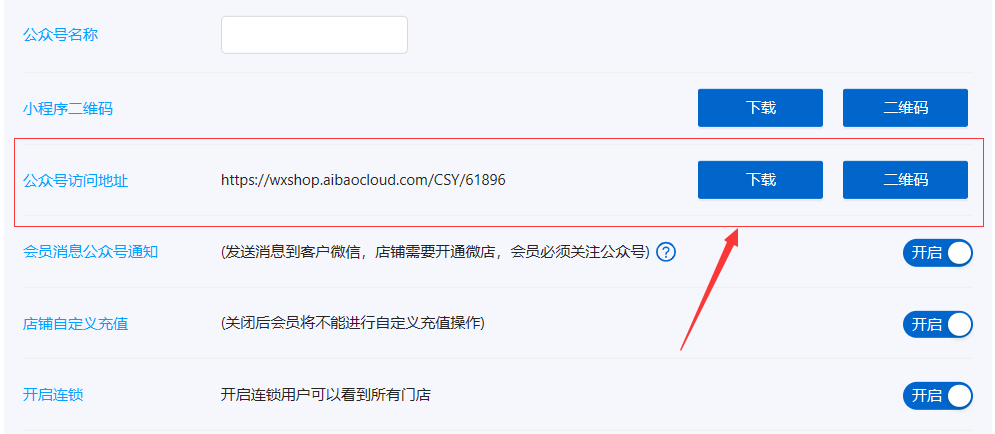 公众号名称
小程序二维码 下载 二维码
公众号访问地址 https://wxshop.aibaocloud.com/CSY/61896 下载 二维码
会员消息公众号通知 (发送消息到客户微信，店铺需要开通微店，会员必须关注公众号) ? 开启
店铺自定义充值 (关闭后会员将不能进行自定义充值操作) 开启
开启连锁 开启连锁用户可以看到所有门店 开启